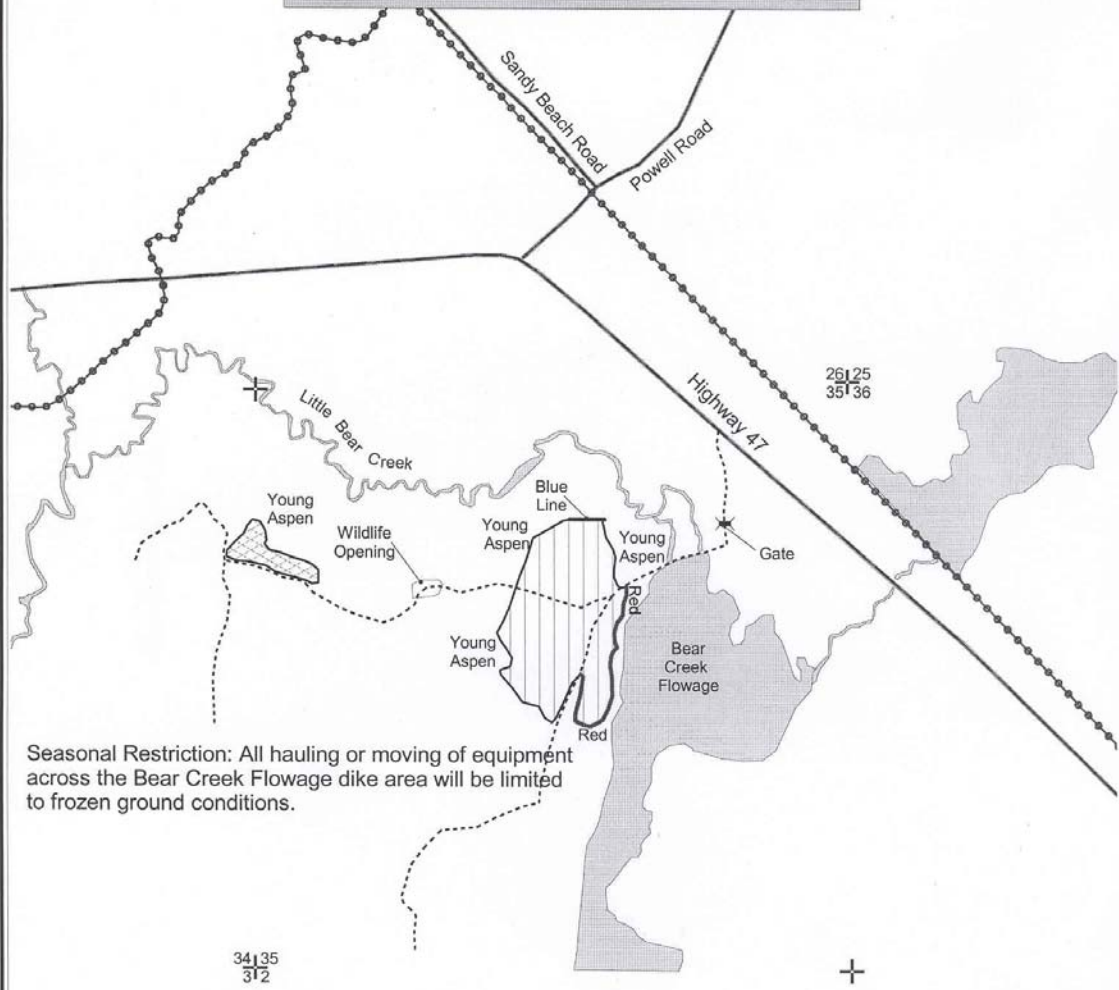 Sandy Beach Road
Powell Road
26 25
35 36
Highway 47
Little Bear Creek
Blue
Line
Young
Aspen
Wildlife
Opening
Young
Aspen
Young
Aspen
Gate
Red
Young
Aspen
Bear
Creek
Flowage
Red
Seasonal Restriction: All hauling or moving of equipment
across the Bear Creek Flowage dike area will be limited
to frozen ground conditions.
34 35
3 2